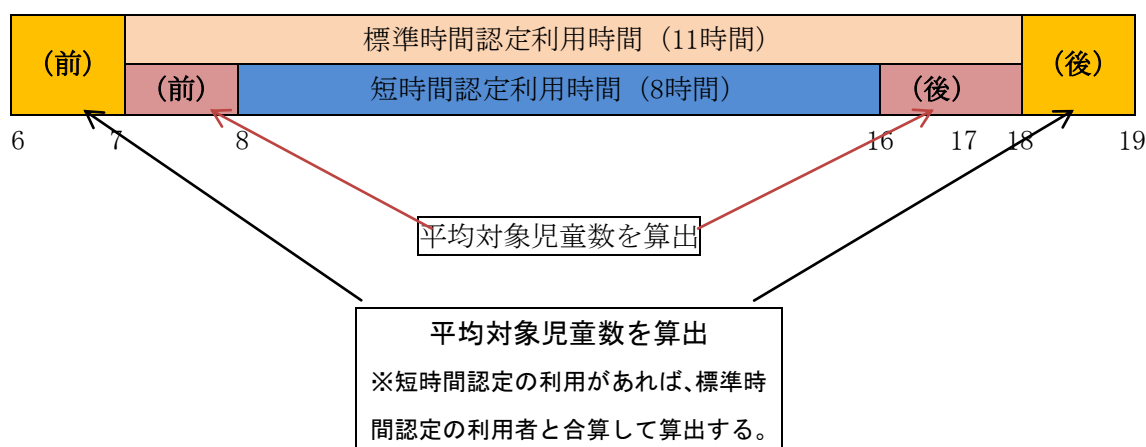 (前)
標準時間認定利用時間（11時間）
(後)
(前)
短時間認定利用時間（8時間）
(後)
6 7 8 16 17 18 19
平均対象児童数を算出
平均対象児童数を算出
※短時間認定の利用があれば、標準時
間認定の利用者と合算して算出する。